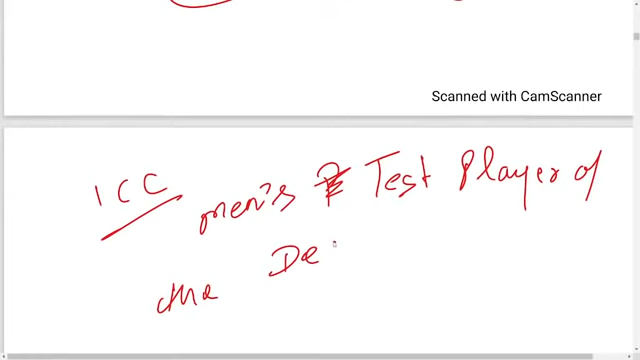 Scanned with CamScanner
ICC men's Test Player of
the De